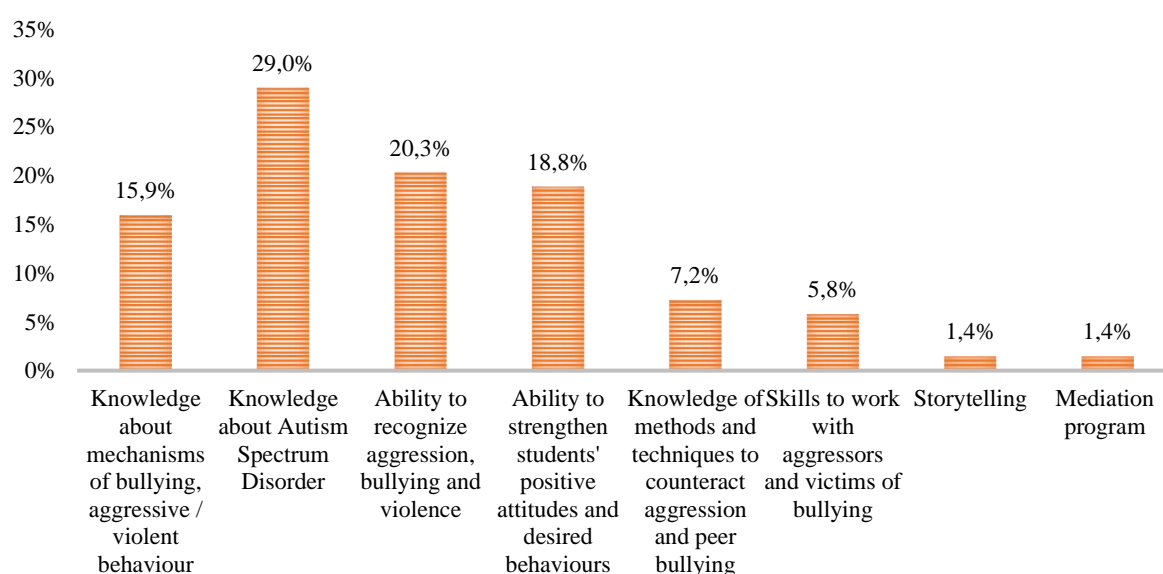 35%
30%
25%
20%
15%
10%
5%
0%
15,9%
29,0%
20,3%
18,8%
7,2%
5,8%
1,4%
1,4%
Knowledge
about
mechanisms
of bullying,
aggressive /
violent
behaviour
Knowledge
about Autism
Spectrum
Disorder
Ability to
recognize
aggression,
bullying and
violence
Ability to
strengthen
students'
positive
attitudes and
desired
behaviours
Knowledge of
methods and
techniques to
counteract
aggression
and peer
bullying
Skills to work
with
aggressors
and victims of
bullying
Storytelling
Mediation
program